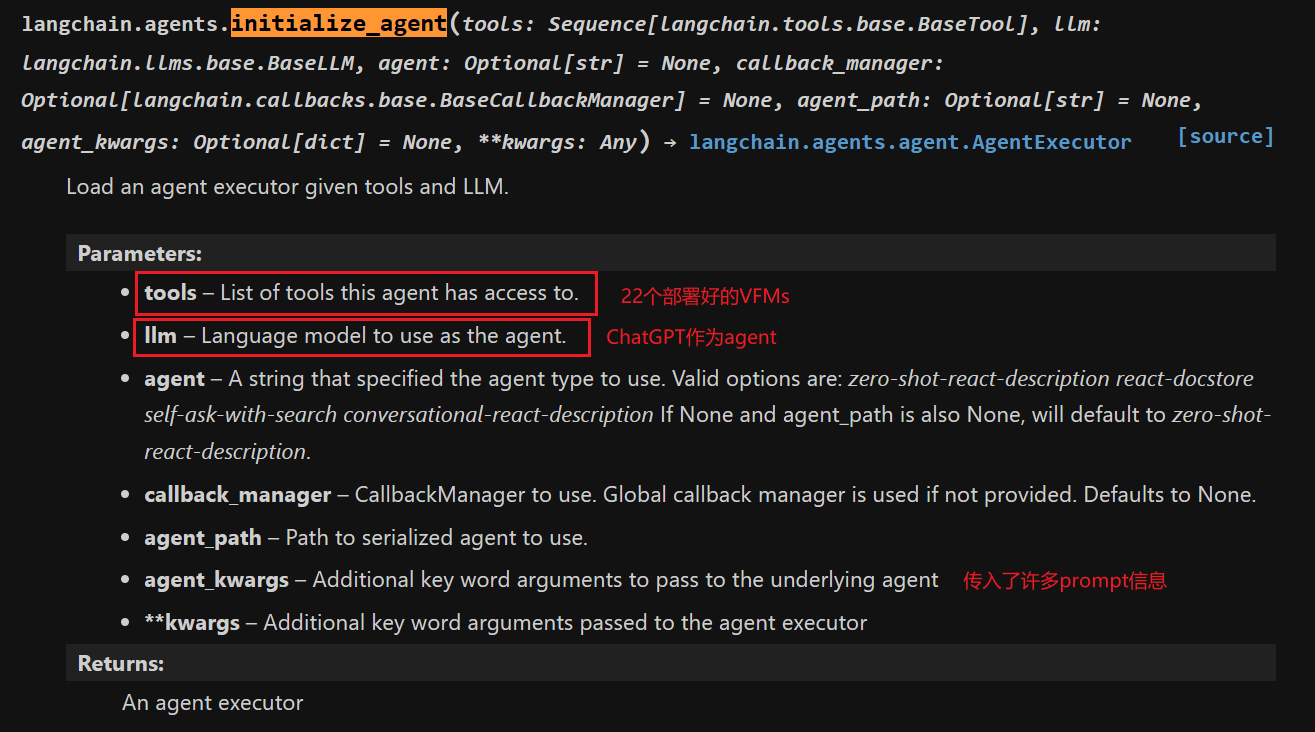 langchain.agents.initialize_agent(tools: Sequence[langchain.tools.base.BaseTool], llm:
langchain.llms.base.BaseLLM, agent: Optional[str] = None, callback_manager:
Optional[langchain.callbacks.base.BaseCallbackManager] = None, agent_path: Optional[str] = None,
agent_kwargs: Optional[dict] = None, **kwargs: Any) → langchain.agents.agent.AgentExecutor [source]
Load an agent executor given tools and LLM.
Parameters:
• tools – List of tools this agent has access to. 22个部署好的VFMs
• llm – Language model to use as the agent. ChatGPT作为agent
• agent – A string that specified the agent type to use. Valid options are: zero-shot-react-description react-docstore
self-ask-with-search conversational-react-description If None and agent_path is also None, will default to zero-shot-
react-description.
• callback_manager – CallbackManager to use. Global callback manager is used if not provided. Defaults to None.
• agent_path – Path to serialized agent to use.
• agent_kwargs – Additional key word arguments to pass to the underlying agent 传入了许多prompt信息
• **kwargs – Additional key word arguments passed to the agent executor
Returns:
An agent executor